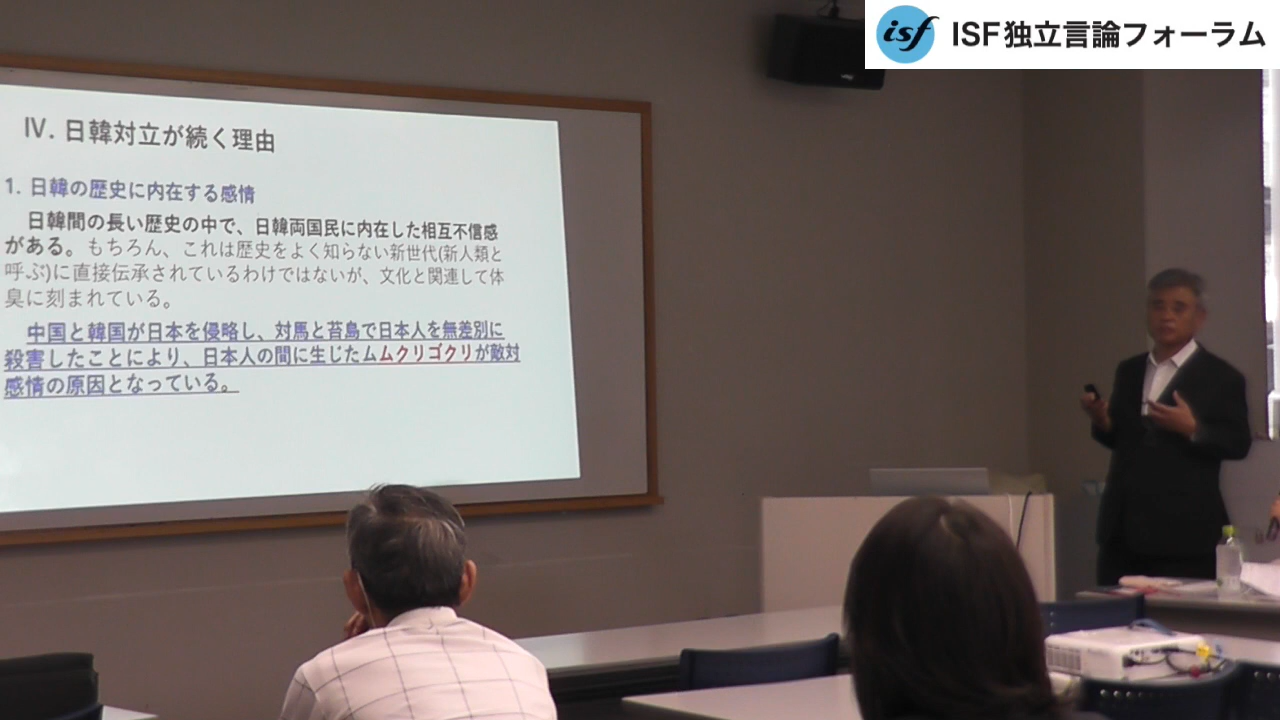 isf ISF独立言論フォーラム
Ⅳ. 日韓対立が続く理由
1. 日韓の歴史に内在する感情
日韓間の長い歴史の中で、日韓両国民に内在した相互不信感
がある。もちろん、これは歴史をよく知らない新世代(新人類と
呼ぶ)に直接伝承されているわけではないが、文化と関連して体
臭に刻まれている。
中国と韓国が日本を侵略し、対馬と苔島で日本人を無差別に
殺害したことにより、日本人の間に生じたムムクリゴクリが敵対
感情の原因となっている。